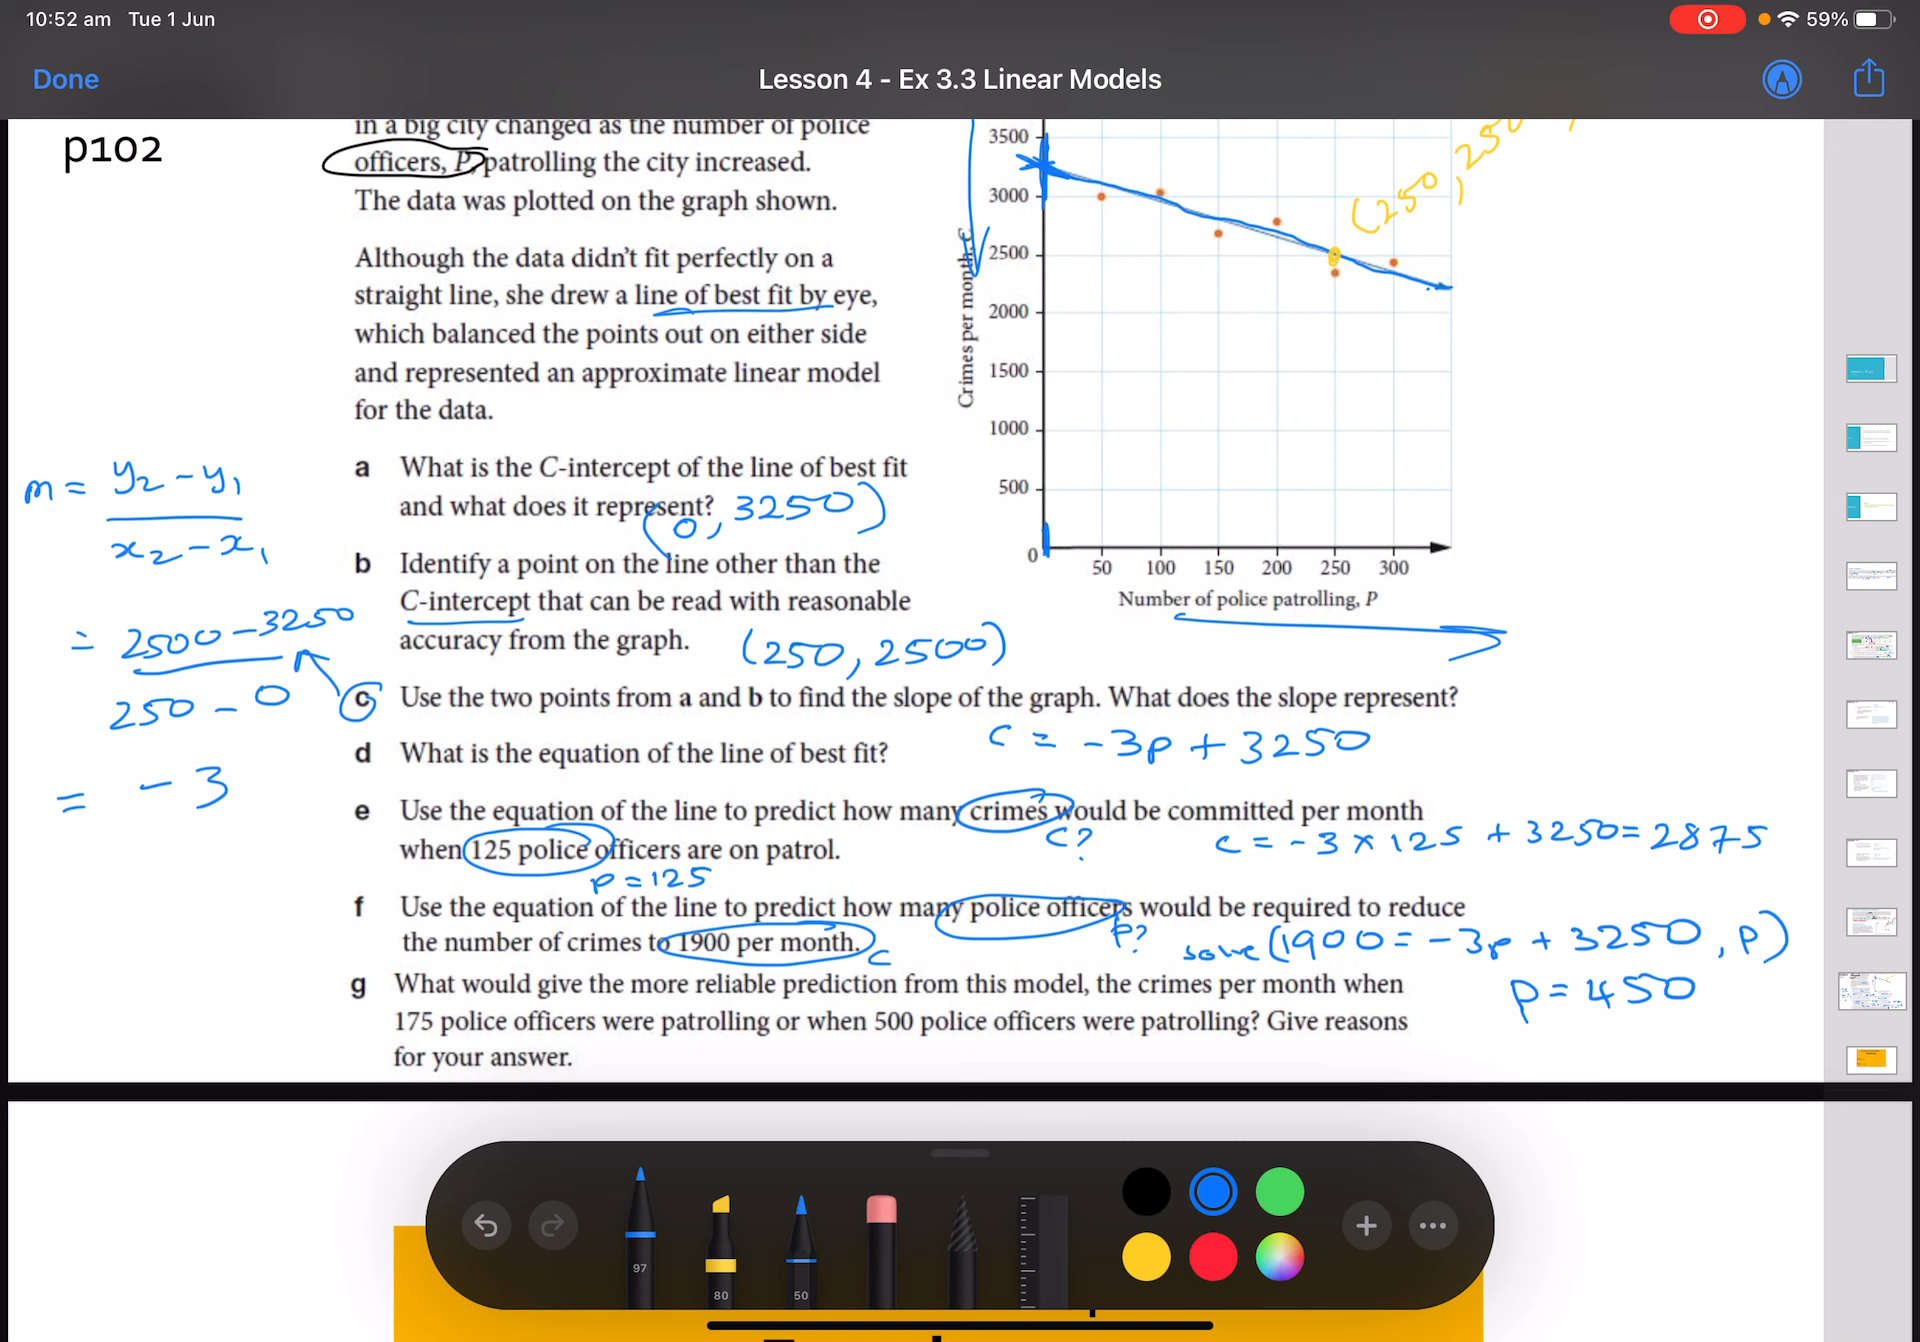 10:52 am Tue 1 Jun
59%
Done
Lesson 4 - Ex 3.3 Linear Models
p102
in a big city changed as the number of police
officers, P, patrolling the city increased.
The data was plotted on the graph shown.
Although the data didn't fit perfectly on a
straight line, she drew a line of best fit by eye,
which balanced the points out on either side
and represented an approximate linear model
for the data.
Crimes per month, C
3500
3000
2500
2000
1500
1000
500
0
50 100 150 200 250 300
Number of police patrolling, P
a What is the C-intercept of the line of best fit
and what does it represent?
(0, 3250)
b Identify a point on the line other than the
C-intercept that can be read with reasonable
accuracy from the graph.
(250, 2500)
c Use the two points from a and b to find the slope of the graph. What does the slope represent?
m = y2 - y1
x2 - x1
= 2500 - 3250
250 - 0
= -3
d What is the equation of the line of best fit?
c = -3p + 3250
e Use the equation of the line to predict how many crimes would be committed per month
when 125 police officers are on patrol.
c?
c = -3 × 125 + 3250 = 2875
p = 125
f Use the equation of the line to predict how many police officers would be required to reduce
the number of crimes to 1900 per month.
c
p?
solve (1900 = -3p + 3250, p)
p = 450
g What would give the more reliable prediction from this model, the crimes per month when
175 police officers were patrolling or when 500 police officers were patrolling? Give reasons
for your answer.
97
80
50